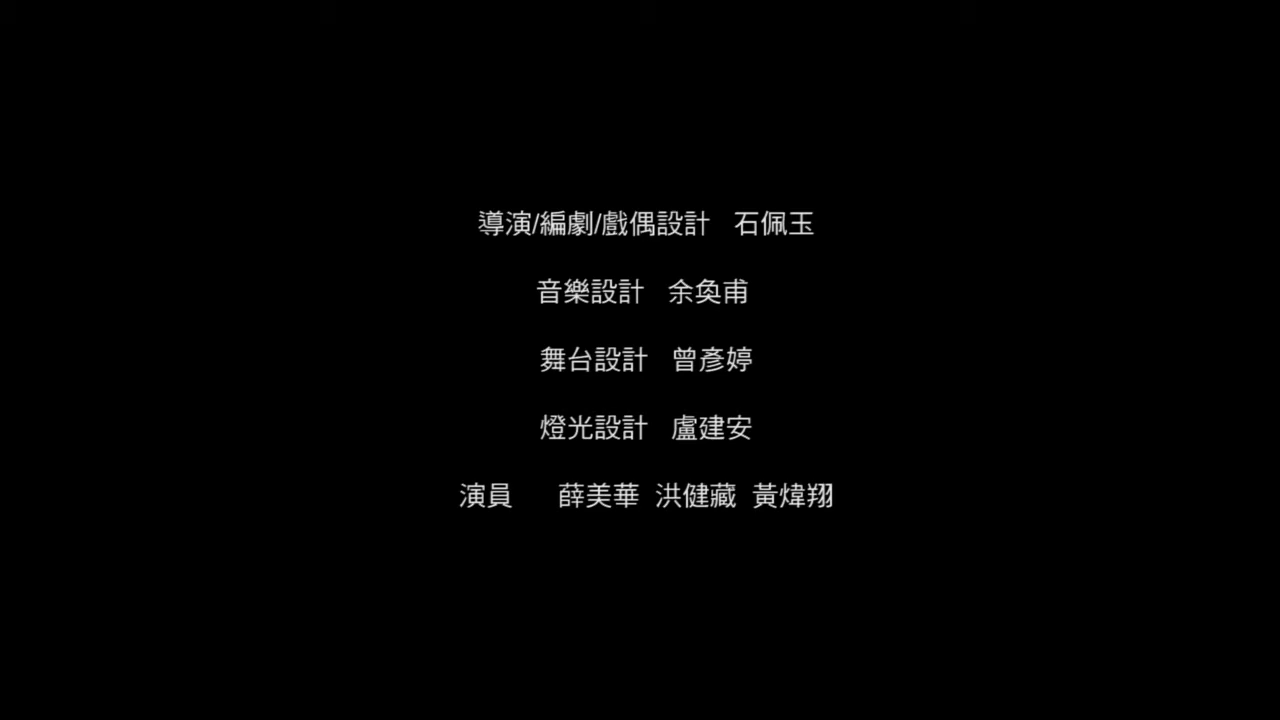 導演/編劇/戲偶設計 石佩玉
音樂設計 余奐甫
舞台設計 曾彥婷
燈光設計 盧建安
演員 薛美華 洪健藏 黃煒翔